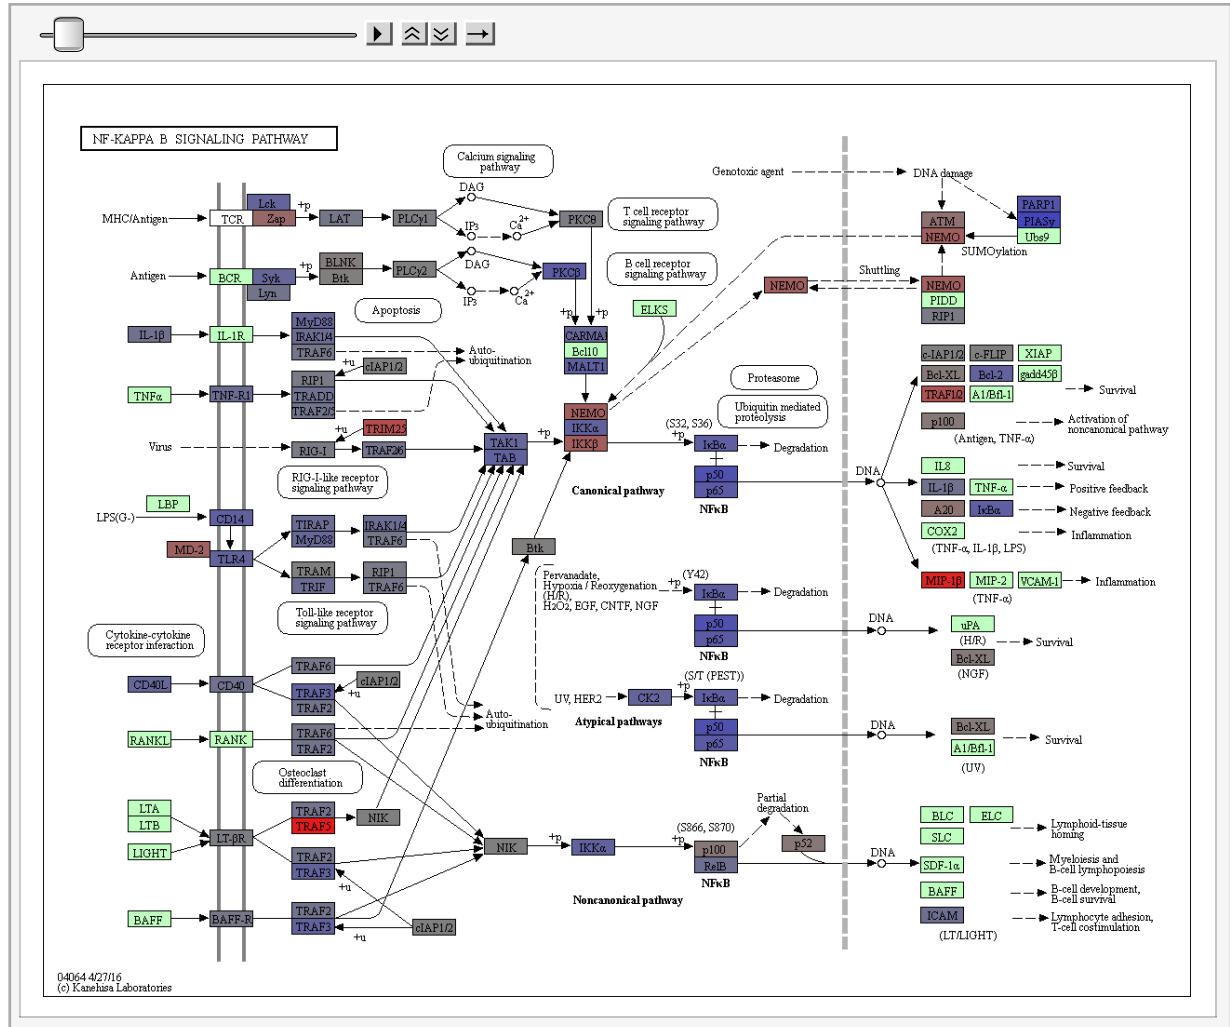 NF-KAPPA B SIGNALING PATHWAY
Calcium signaling
pathway
DAG
Genotoxic agent
DNA damage
Lck
+p
PARP1
MHC/Antigen
TCR
Zap
LAT
PLCγ1
PKCθ
T cell receptor
signaling pathway
ATM
PIASy
IP3
Ca2+
NEMO
Ubs9
SUMOylation
BLNK
DAG
B cell receptor
signaling pathway
Shuttling
Antigen
BCR
Syk
+p
Btk
PLCγ2
PKCβ
NEMO
NEMO
Lyn
IP3
Ca2+
PIDD
Apoptosis
+p
+p
ELKS
RIP1
MyD88
IL-1β
IL-1R
IRAK1/4
CARMA1
TRAF6
Auto-
ubiquitination
Bcl10
c-IAP1/2
c-FLIP
XIAP
+u
cIAP1/2
MALT1
Proteasome
Bcl-XL
Bcl-2
gadd45β
RIP1
TNFα
TNF-R1
TRADD
TRAF1/2
A1/Bfl-1
Survival
TRAF2/5
NEMO
Ubiquitin mediated
proteolysis
p100
Activation of
noncanonical pathway
+u
TRIM25
IKKα
(S32, S36)
(Antigen, TNF-α)
Virus
RIG-I
TRAF2/6
TAK1
+p
IKKβ
+p
IκBα
Degradation
TAB
RIG-I-like receptor
signaling pathway
DNA
IL8
Survival
p50
Canonical pathway
p65
IL-1β
TNF-α
Positive feedback
LBP
NFκB
A20
IκBα
Negative feedback
LPS(G-)
CD14
TIRAP
IRAK1/4
COX2
Inflammation
MyD88
TRAF6
(TNF-α, IL-1β, LPS)
MD-2
Btk
TLR4
TRAM
RIP1
Pervanadate,
Hypoxia / Reoxygenation
(H/R),
H2O2, EGF, CNTF, NGF
+p
(Y42)
IκBα
Degradation
MIP-1β
MIP-2
VCAM-1
Inflammation
TRIF
TRAF6
(TNF-α)
Toll-like receptor
signaling pathway
p50
DNA
uPA
p65
(H/R)
Survival
Cytokine-cytokine
receptor interaction
NFκB
Bcl-XL
TRAF6
(S/T (PEST))
(NGF)
cIAP1/2
+p
CD40L
CD40
TRAF3
+u
UV, HER2
CK2
IκBα
Degradation
TRAF2
Auto-
ubiquitination
Atypical pathways
DNA
Bcl-XL
RANKL
RANK
TRAF6
p50
Survival
TRAF2
p65
A1/Bfl-1
NFκB
(UV)
Osteoclast
differentiation
Partial
degradation
LTA
TRAF2
BLC
ELC
LTB
TRAF5
NIK
(S866, S870)
Lymphoid-tissue
homing
LT-βR
NIK
+p
IKKα
+p
p100
p52
SLC
LIGHT
TRAF2
RelB
DNA
SDF-1α
Myeloiesis and
B-cell lymphopoiesis
TRAF3
NFκB
+u
BAFF
B-cell development,
B-cell survival
Noncanonical pathway
TRAF2
BAFF
BAFF-R
TRAF3
cIAP1/2
ICAM
Lymphocyte adhesion,
T-cell costimulation
+u
(LT/LIGHT)
04064 4/27/16
(c) Kanehisa Laboratories